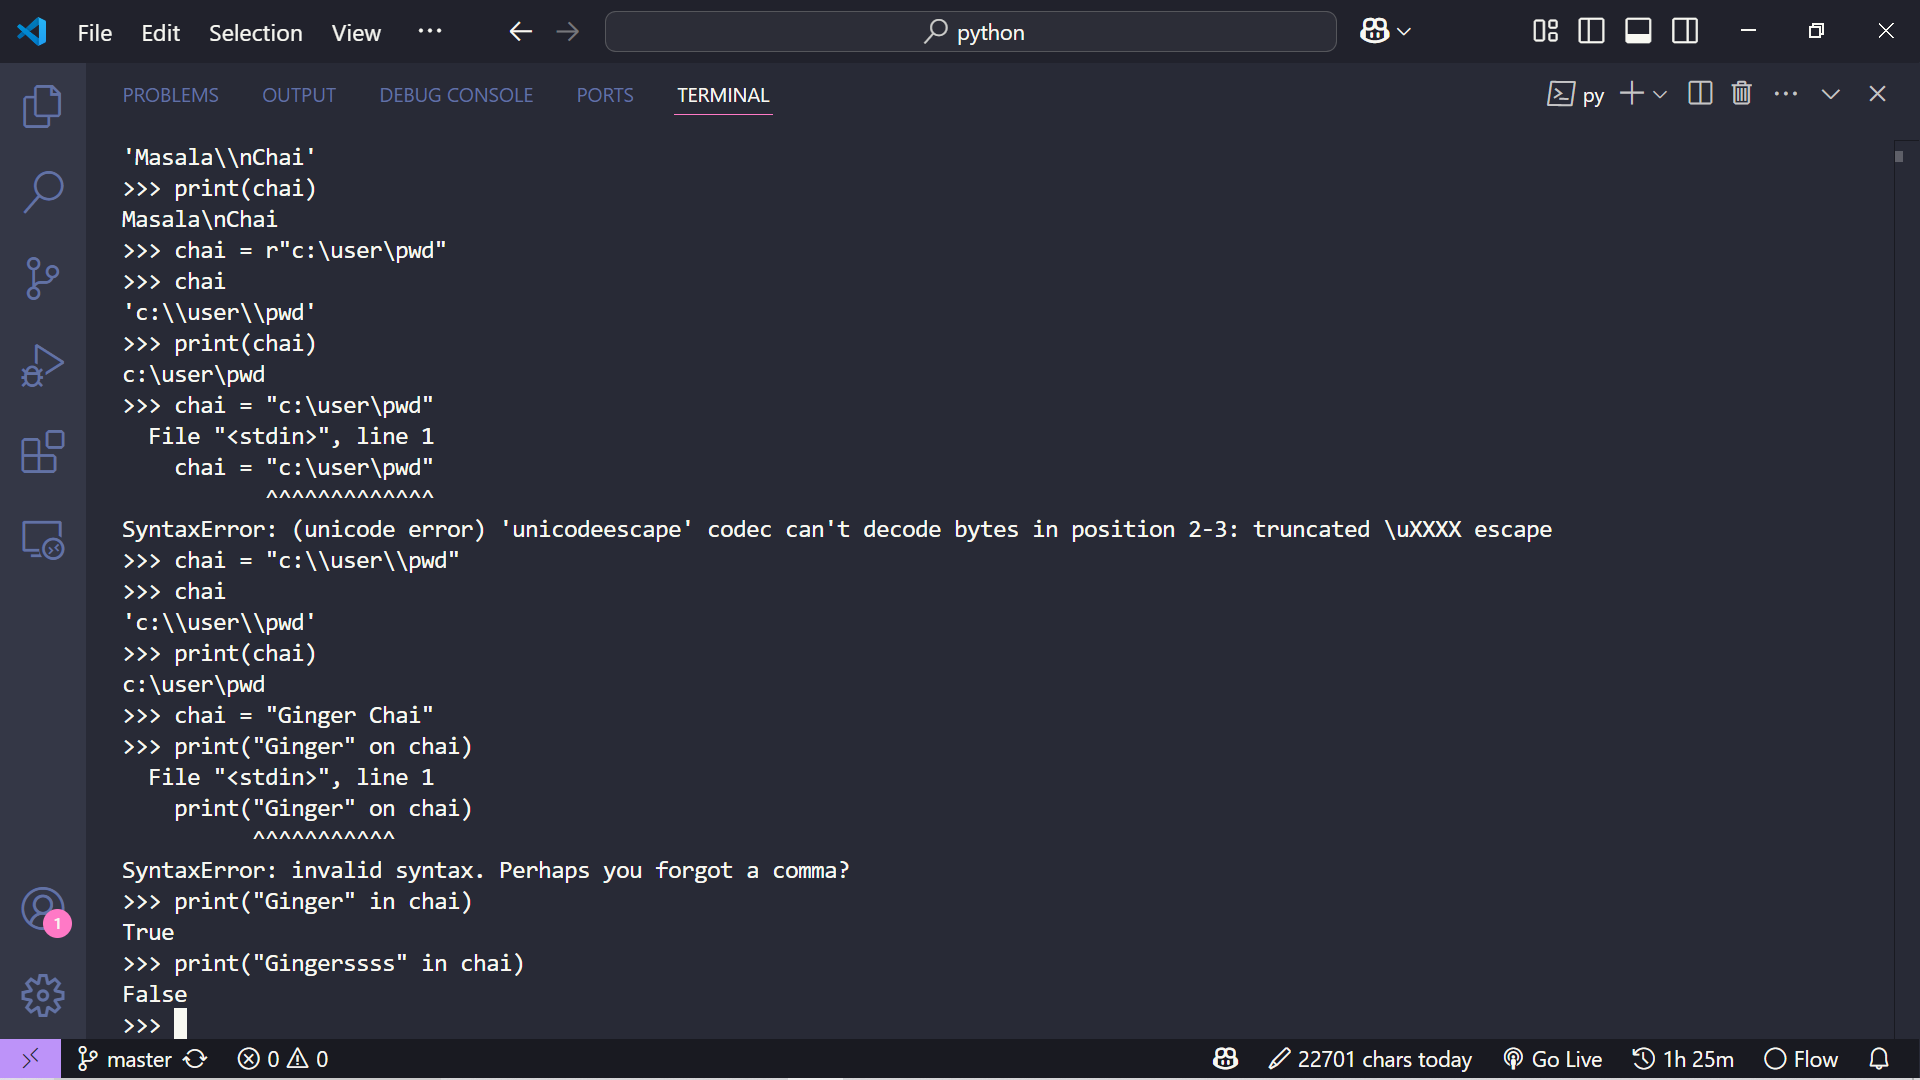 File Edit Selection View ··· python
PROBLEMS OUTPUT DEBUG CONSOLE PORTS TERMINAL py
'Masala\\nChai'
>>> print(chai)
Masala\nChai
>>> chai = r"c:\user\pwd"
>>> chai
'c:\\user\\pwd'
>>> print(chai)
c:\user\pwd
>>> chai = "c:\user\pwd"
  File "<stdin>", line 1
    chai = "c:\user\pwd"
           ^^^^^^^^^^^^^
SyntaxError: (unicode error) 'unicodeescape' codec can't decode bytes in position 2-3: truncated \uXXXX escape
>>> chai = "c:\\user\\pwd"
>>> chai
'c:\\user\\pwd'
>>> print(chai)
c:\user\pwd
>>> chai = "Ginger Chai"
>>> print("Ginger" on chai)
  File "<stdin>", line 1
    print("Ginger" on chai)
          ^^^^^^^^^^^
SyntaxError: invalid syntax. Perhaps you forgot a comma?
>>> print("Ginger" in chai)
True
>>> print("Gingerssss" in chai)
False
>>>
1
master 0 0 22701 chars today Go Live 1h 25m Flow